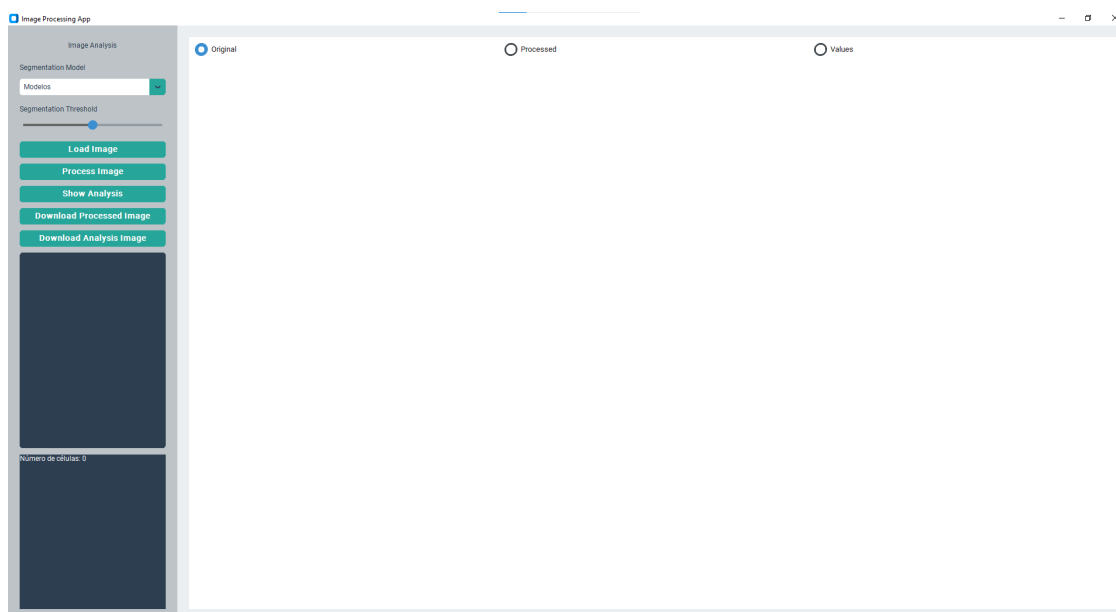 Image Processing App
Image Analysis
Segmentation Model
Modelos
Segmentation Threshold
Load Image
Process Image
Show Analysis
Download Processed Image
Download Analysis Image
Número de células: 0
Original
Processed
Values